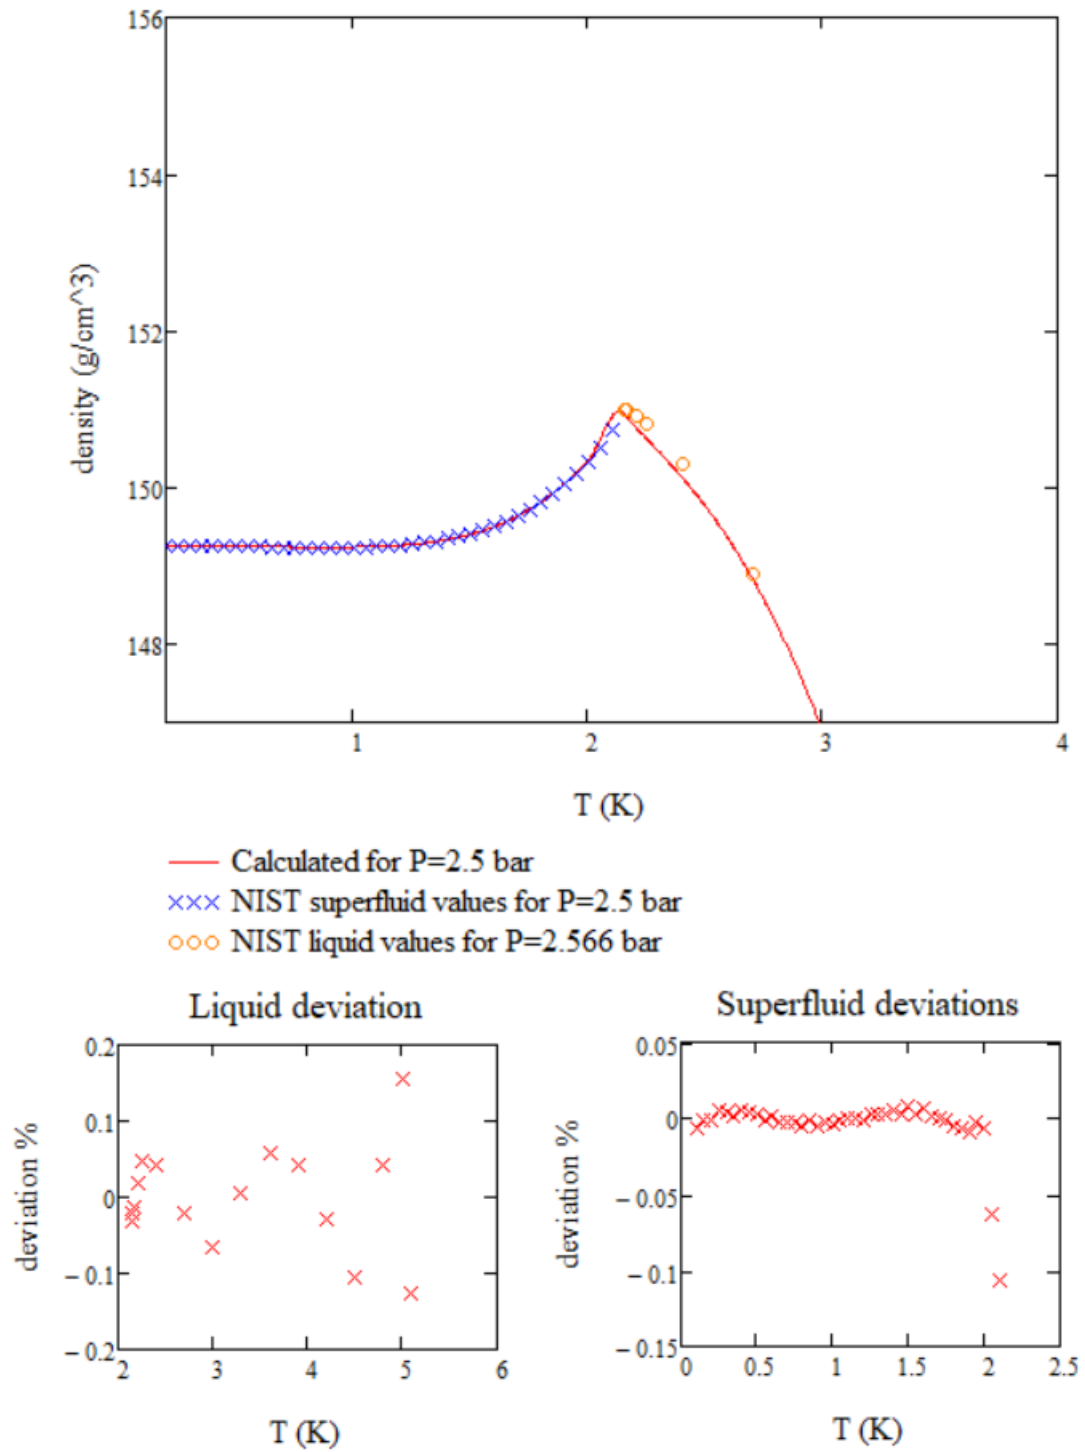 156
154
152
150
148
density (g/cm^3)
1 2 3 4
T (K)
Calculated for P=2.5 bar
NIST superfluid values for P=2.5 bar
NIST liquid values for P=2.566 bar
Liquid deviation
0.2
0.1
0
−0.1
−0.2
deviation %
2 3 4 5 6
T (K)
Superfluid deviations
0.05
0
−0.05
−0.1
−0.15
deviation %
0 0.5 1 1.5 2 2.5
T (K)